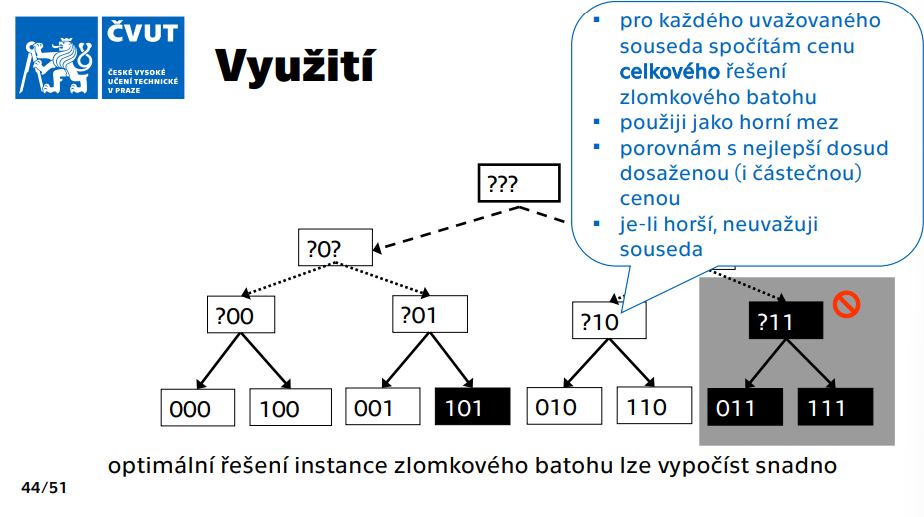 ČVUT
ČESKÉ VYSOKÉ
UČENÍ TECHNICKÉ
V PRAZE
Využití
▪ pro každého uvažovaného
souseda spočítám cenu
celkového řešení
zlomkového batohu
▪ použiji jako horní mez
▪ porovnám s nejlepší dosud
dosaženou (i částečnou)
cenou
▪ je-li horší, neuvažuji
souseda
???
?0?
?00
?01
?10
?11
000
100
001
101
010
110
011
111
optimální řešení instance zlomkového batohu lze vypočíst snadno
44/51